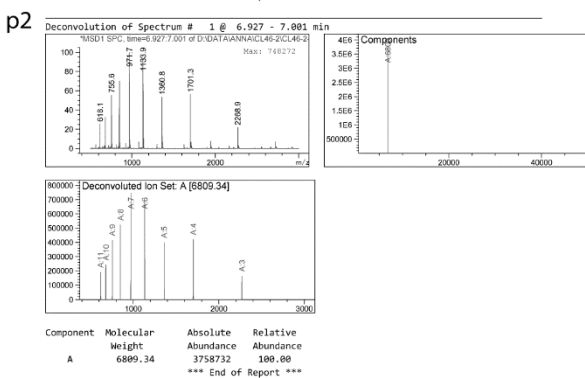 p2
Deconvolution of Spectrum # 1 @ 6.927 - 7.001 min
*MSD1 SPC, time=6.927:7.001 of D:\DATA\ANNA\CL46-2\CL46-2-
Max: 748272
100
80
60
40
20
0
618.1
755.6
971.7
1133.9
1360.8
1701.3
2268.9
2000
m/z
Components
4E6
3.5E6
3E6
2.5E6
2E6
1.5E6
1E6
500000
20000
40000
Deconvoluted Ion Set: A [6809.34]
800000
700000
600000
500000
400000
300000
200000
100000
0
A:11
A:10
A:9
A:8
A:7
A:6
A:5
A:4
A:3
1000
2000
3000
Component Molecular Absolute Relative
Weight Abundance Abundance
A 6809.34 3758732 100.00
*** End of Report ***